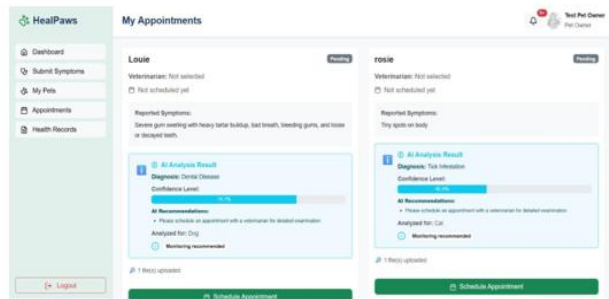 HealPaws
My Appointments
Test Pet Owner
Pet Owner
Dashboard
Submit Symptoms
My Pets
Appointments
Health Records
Logout
Louie
Pending
Veterinarian: Not selected
Not scheduled yet
Reported Symptoms:
Severe gum swelling with heavy tartar buildup, bad breath, bleeding gums, and loose
or decayed teeth.
AI Analysis Result
Diagnosis: Dental Disease
Confidence Level:
AI Recommendations:
Please schedule an appointment with a veterinarian for detailed examination
Analyzed for: Dog
Monitoring recommended
1 file(s) uploaded
Schedule Appointment
rosie
Pending
Veterinarian: Not selected
Not scheduled yet
Reported Symptoms:
Tiny spots on body
AI Analysis Result
Diagnosis: Tick Infestation
Confidence Level:
AI Recommendations:
Please schedule an appointment with a veterinarian for detailed examination
Analyzed for: Cat
Monitoring recommended
1 file(s) uploaded
Schedule Appointment